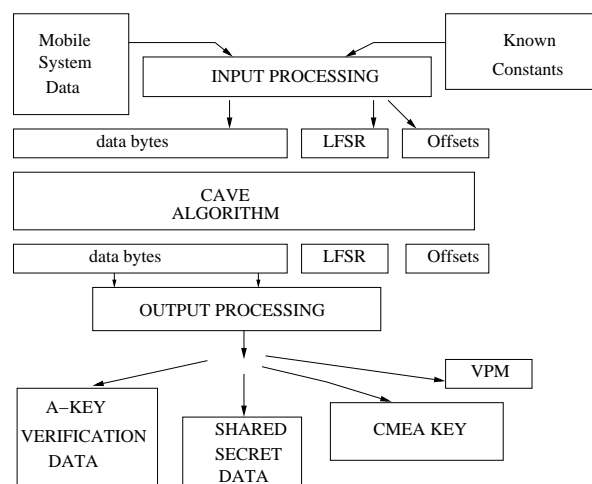 Mobile
System
Data
Known
Constants
INPUT PROCESSING
data bytes
LFSR
Offsets
CAVE
ALGORITHM
data bytes
LFSR
Offsets
OUTPUT PROCESSING
VPM
A−KEY
VERIFICATION
DATA
SHARED
SECRET
DATA
CMEA KEY